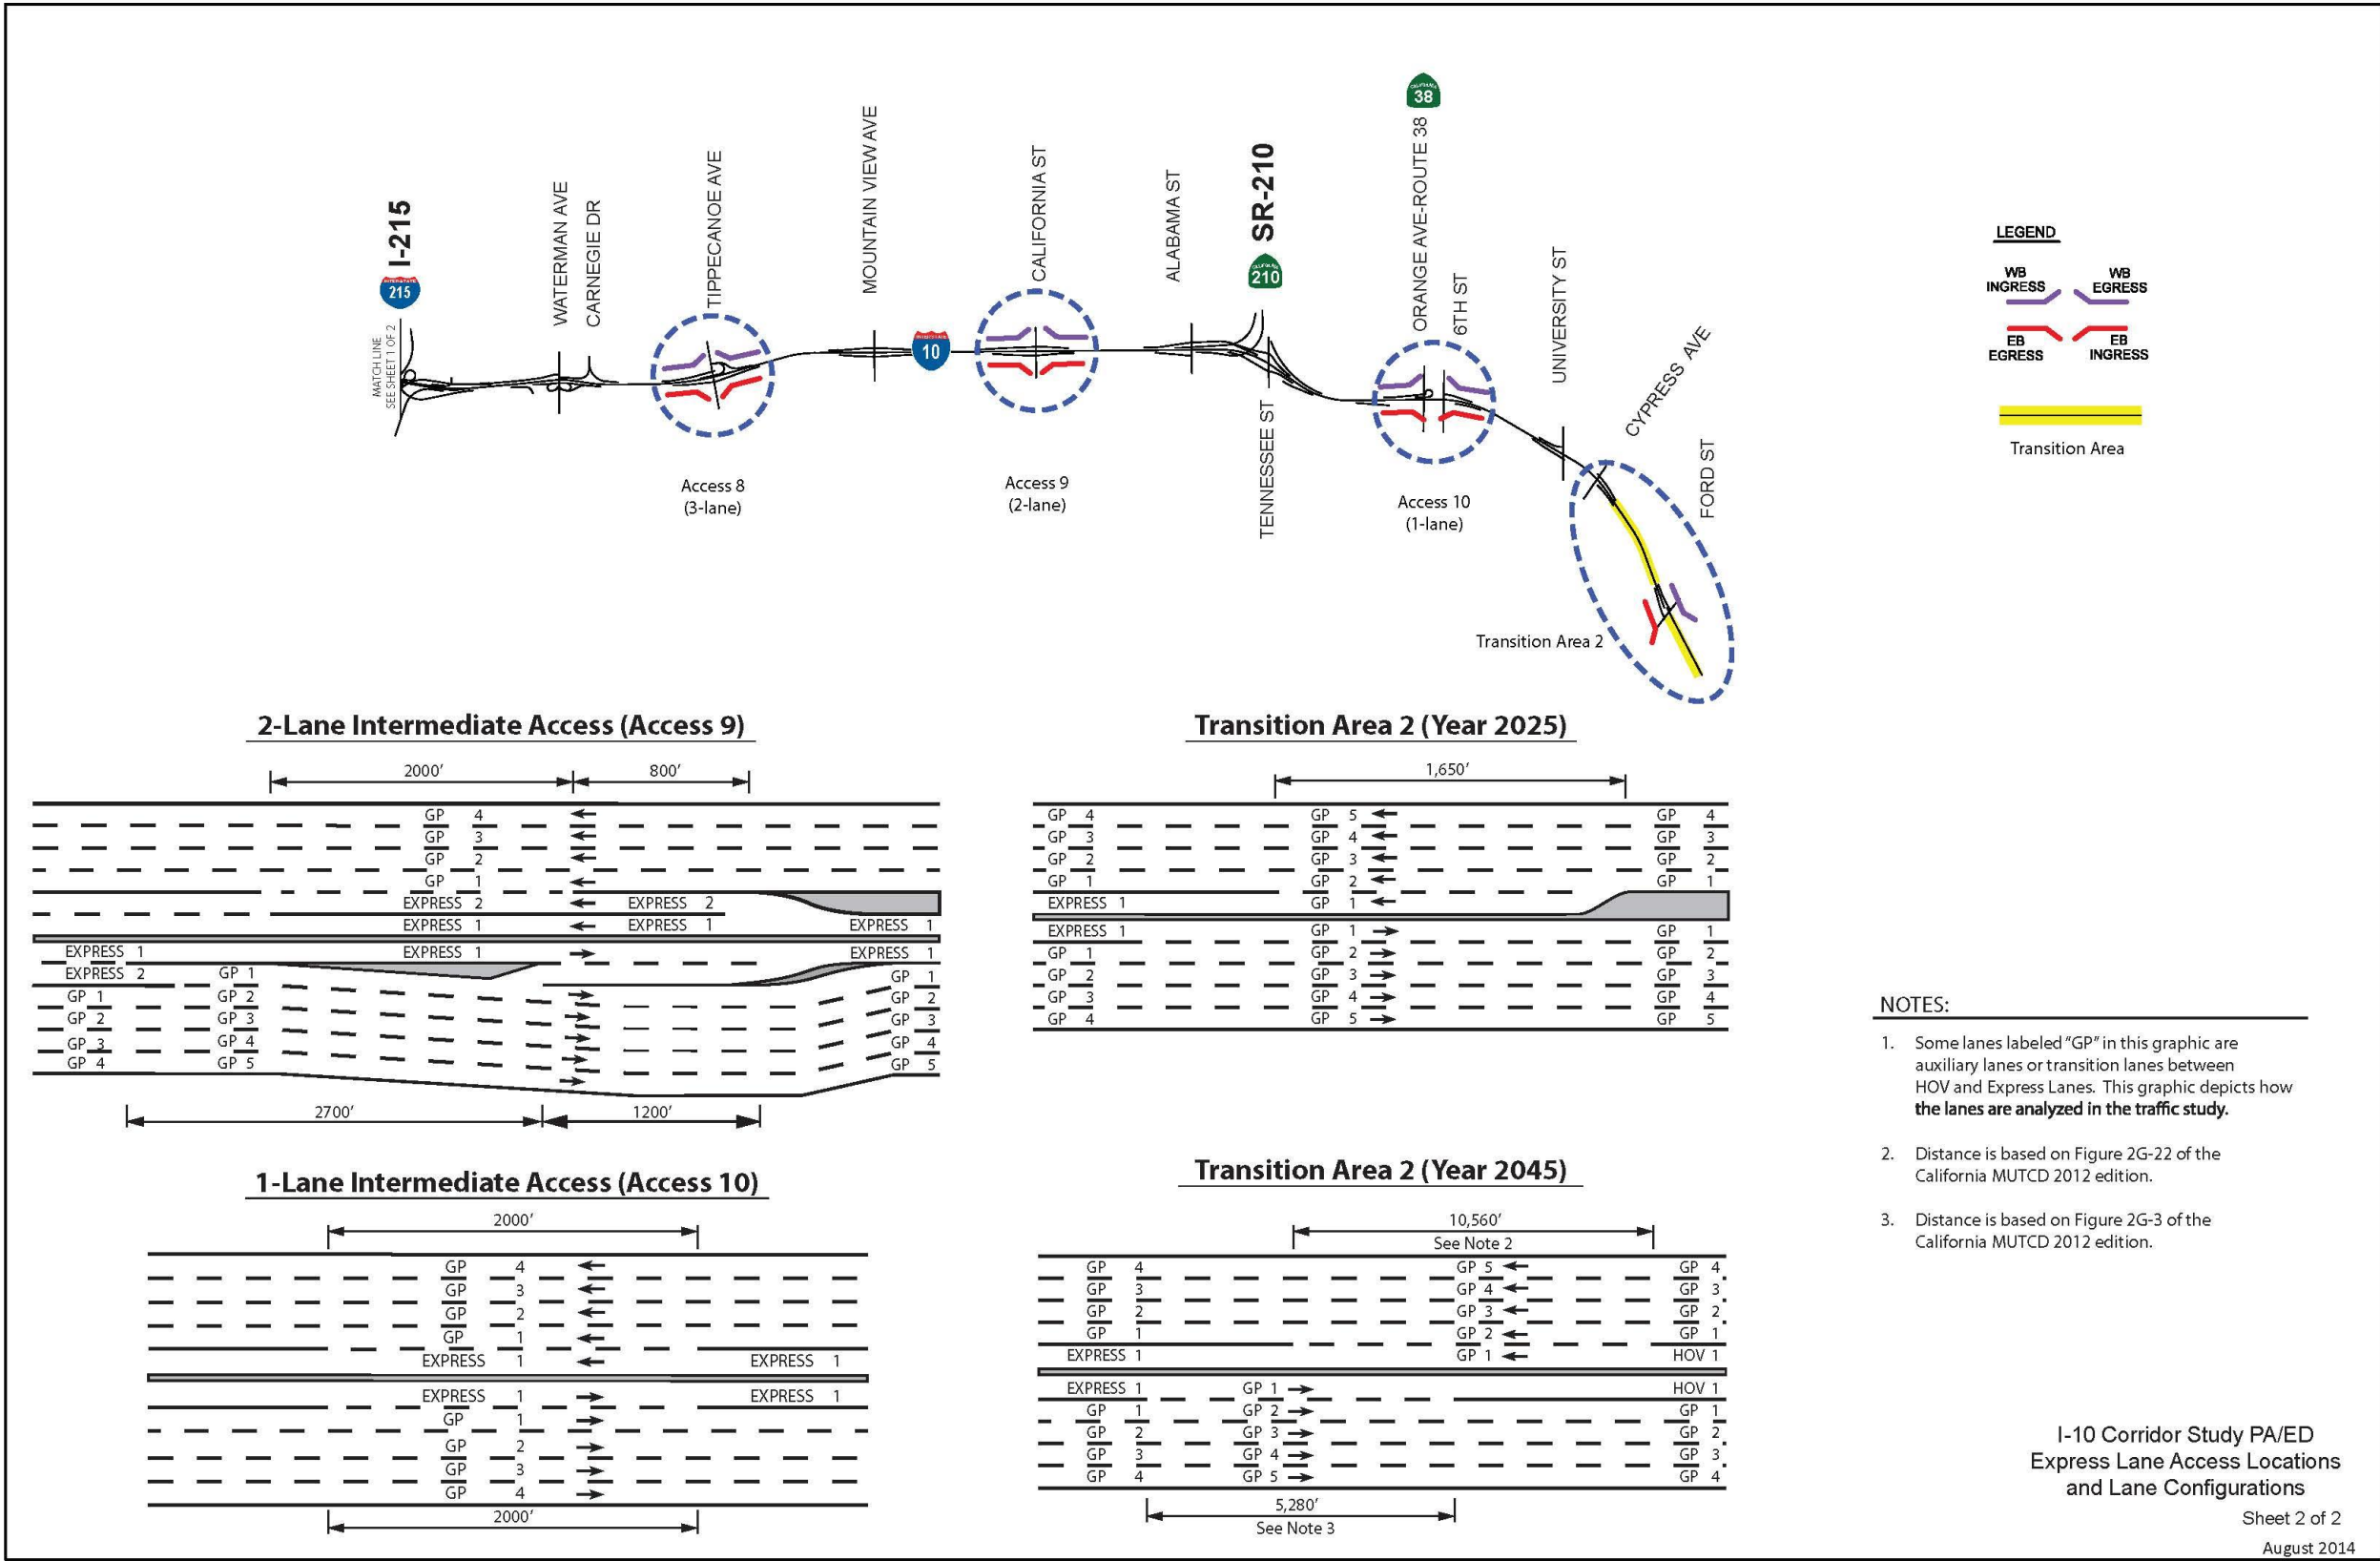 I-215
INTERSTATE
215
MATCH LINE
SEE SHEET 1 OF 2
WATERMAN AVE
CARNEGIE DR
TIPPECANOE AVE
MOUNTAIN VIEW AVE
10
CALIFORNIA ST
ALABAMA ST
SR-210
CALIFORNIA
210
TENNESSEE ST
CALIFORNIA
38
ORANGE AVE-ROUTE 38
6TH ST
UNIVERSITY ST
CYPRESS AVE
FORD ST
Access 8
(3-lane)
Access 9
(2-lane)
Access 10
(1-lane)
Transition Area 2
LEGEND
WB
INGRESS
WB
EGRESS
EB
EGRESS
EB
INGRESS
Transition Area
2-Lane Intermediate Access (Access 9)
2000’ 800’
GP 4
GP 3
GP 2
GP 1
EXPRESS 2 EXPRESS 2
EXPRESS 1 EXPRESS 1 EXPRESS 1
EXPRESS 1 EXPRESS 1 EXPRESS 1
EXPRESS 2 GP 1 GP 1
GP 1 GP 2 GP 2
GP 2 GP 3 GP 3
GP 3 GP 4 GP 4
GP 4 GP 5 GP 5
2700’ 1200’
Transition Area 2 (Year 2025)
1,650’
GP 4 GP 5 GP 4
GP 3 GP 4 GP 3
GP 2 GP 3 GP 2
GP 1 GP 2 GP 1
EXPRESS 1 GP 1
EXPRESS 1 GP 1 GP 1
GP 1 GP 2 GP 2
GP 2 GP 3 GP 3
GP 3 GP 4 GP 4
GP 4 GP 5 GP 5
1-Lane Intermediate Access (Access 10)
2000’
GP 4
GP 3
GP 2
GP 1
EXPRESS 1 EXPRESS 1
EXPRESS 1 EXPRESS 1
GP 1
GP 2
GP 3
GP 4
2000’
Transition Area 2 (Year 2045)
10,560’
See Note 2
GP 4 GP 5 GP 4
GP 3 GP 4 GP 3
GP 2 GP 3 GP 2
GP 1 GP 2 GP 1
EXPRESS 1 GP 1 HOV 1
EXPRESS 1 GP 1 HOV 1
GP 1 GP 2 GP 1
GP 2 GP 3 GP 2
GP 3 GP 4 GP 3
GP 4 GP 5 GP 4
5,280’
See Note 3
NOTES:
1. Some lanes labeled “GP” in this graphic are
auxiliary lanes or transition lanes between
HOV and Express Lanes. This graphic depicts how
the lanes are analyzed in the traffic study.
2. Distance is based on Figure 2G-22 of the
California MUTCD 2012 edition.
3. Distance is based on Figure 2G-3 of the
California MUTCD 2012 edition.
I-10 Corridor Study PA/ED
Express Lane Access Locations
and Lane Configurations
Sheet 2 of 2
August 2014